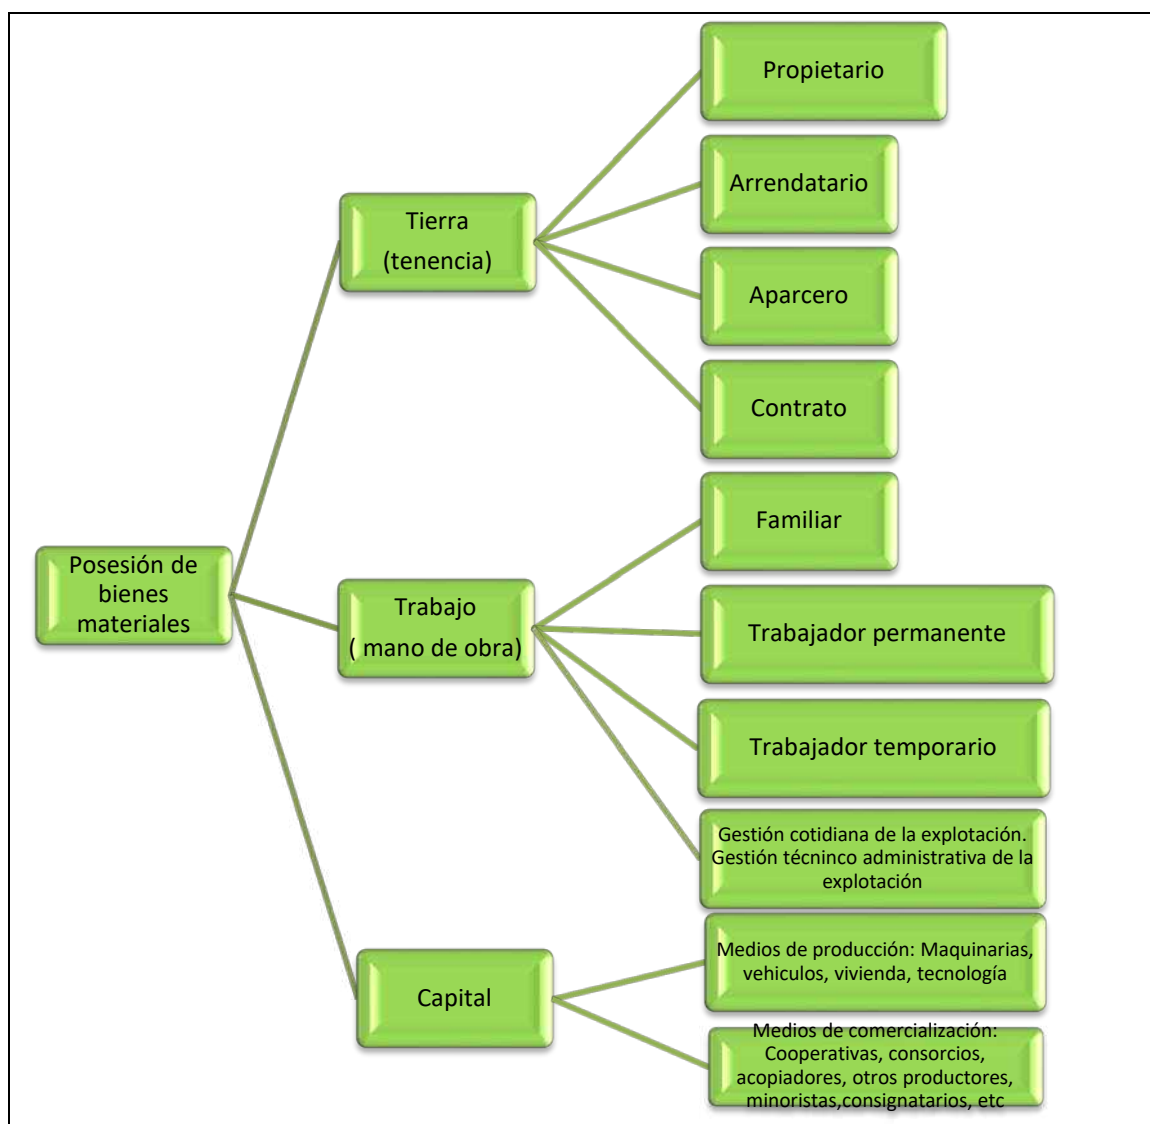 Propietario
Arrendatario
Tierra
(tenencia)
Aparcero
Contrato
Familiar
Posesión de
bienes
materiales
Trabajo
( mano de obra)
Trabajador permanente
Trabajador temporario
Gestión cotidiana de la explotación.
Gestión técninco administrativa de la
explotación
Capital
Medios de producción: Maquinarias,
vehiculos, vivienda, tecnología
Medios de comercialización:
Cooperativas, consorcios,
acopiadores, otros productores,
minoristas,consignatarios, etc